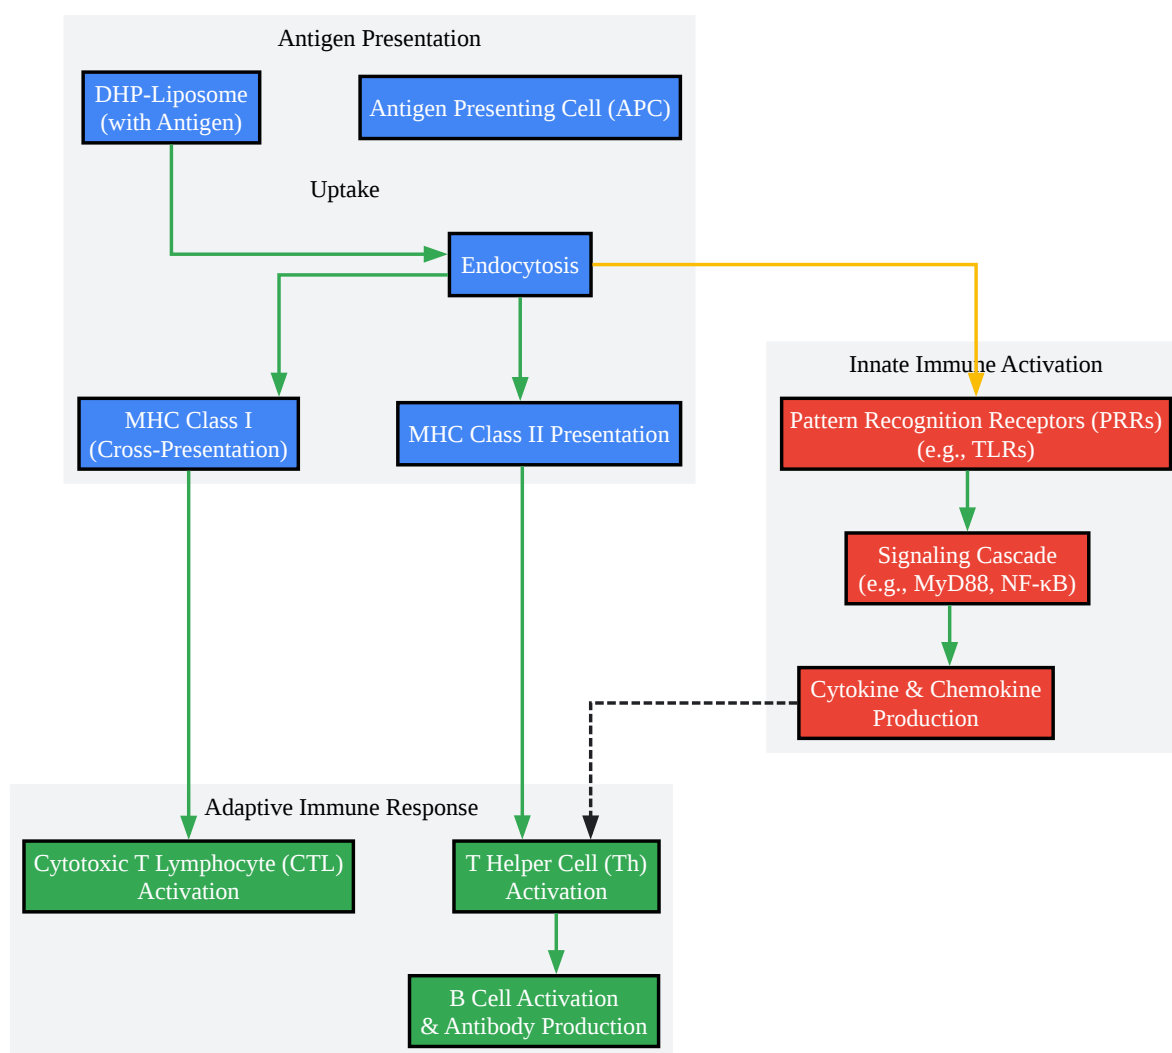 Antigen Presentation
DHP-Liposome
(with Antigen)
Antigen Presenting Cell (APC)
Uptake
Endocytosis
MHC Class I
(Cross-Presentation)
MHC Class II Presentation
Innate Immune Activation
Pattern Recognition Receptors (PRRs)
(e.g., TLRs)
Signaling Cascade
(e.g., MyD88, NF-κB)
Cytokine & Chemokine
Production
Adaptive Immune Response
Cytotoxic T Lymphocyte (CTL)
Activation
T Helper Cell (Th)
Activation
B Cell Activation
& Antibody Production